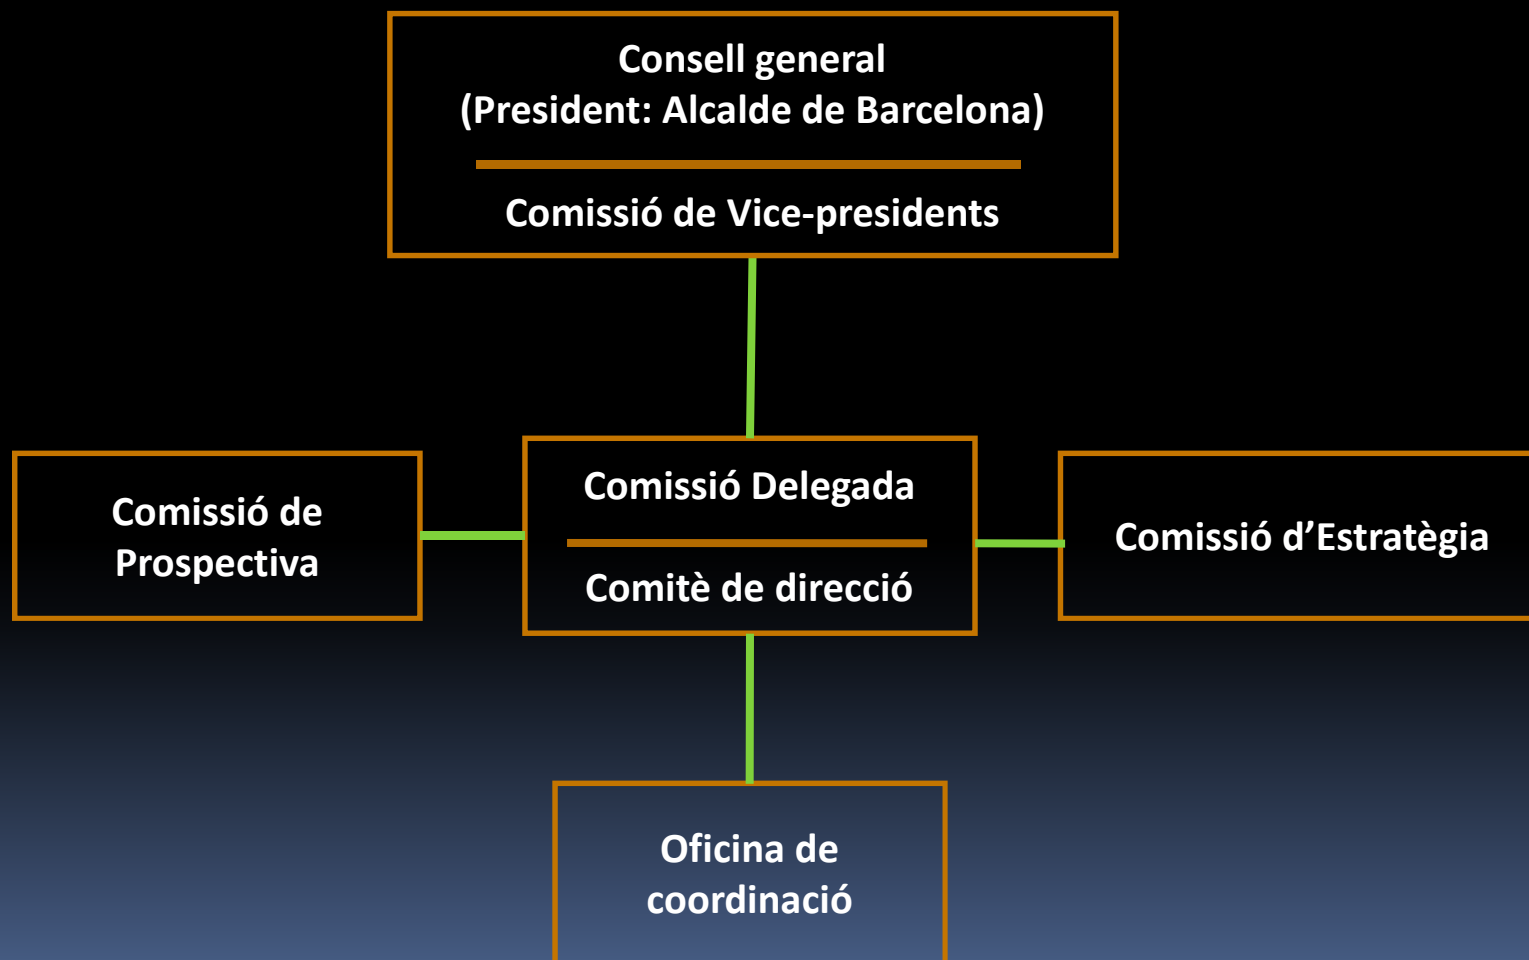 Consell general
(President: Alcalde de Barcelona)
Comissió de Vice-presidents
Comissió de
Prospectiva
Comissió Delegada
Comitè de direcció
Comissió d’Estratègia
Oficina de
coordinació